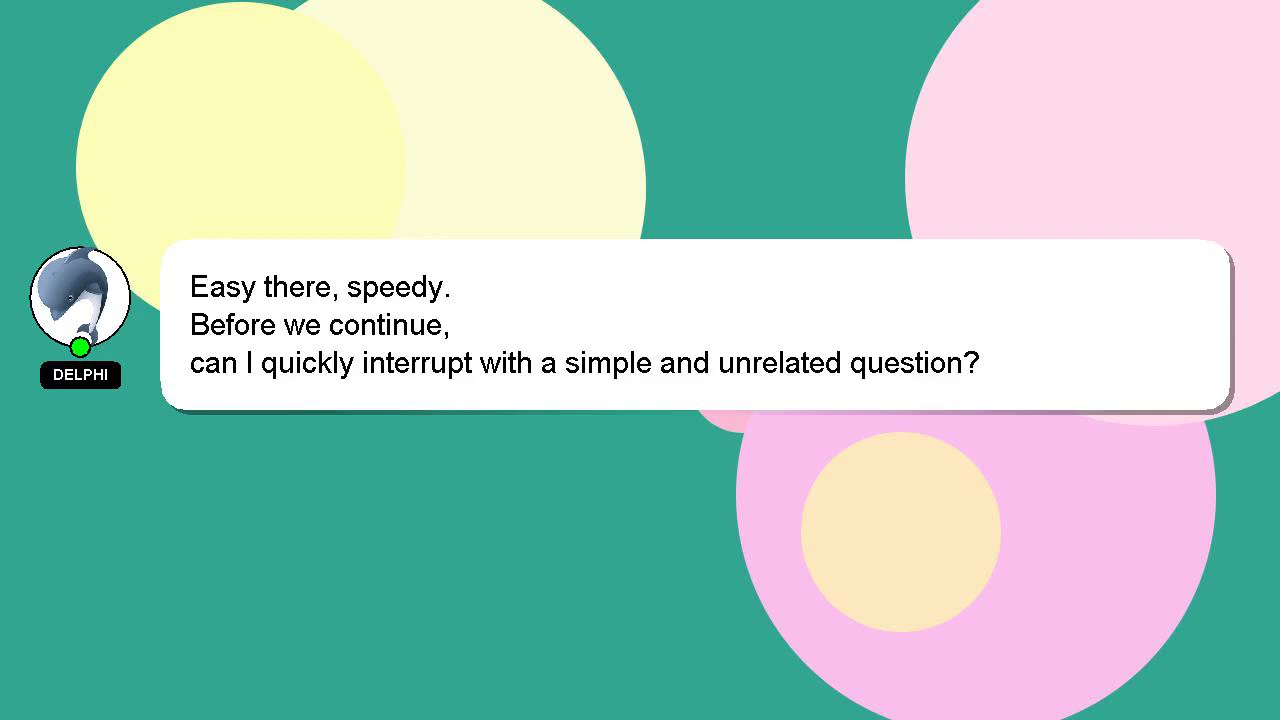 Easy there, speedy.
Before we continue,
can I quickly interrupt with a simple and unrelated question?
DELPHI